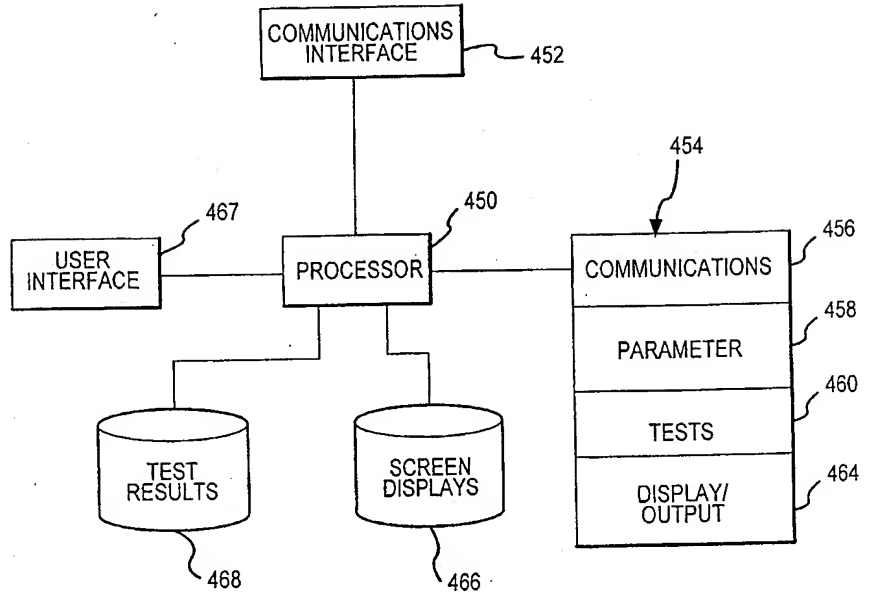 COMMUNICATIONS
INTERFACE
452
454
467
450
456
USER
INTERFACE
PROCESSOR
COMMUNICATIONS
458
PARAMETER
460
TESTS
TEST
RESULTS
SCREEN
DISPLAYS
464
DISPLAY/
OUTPUT
468
466